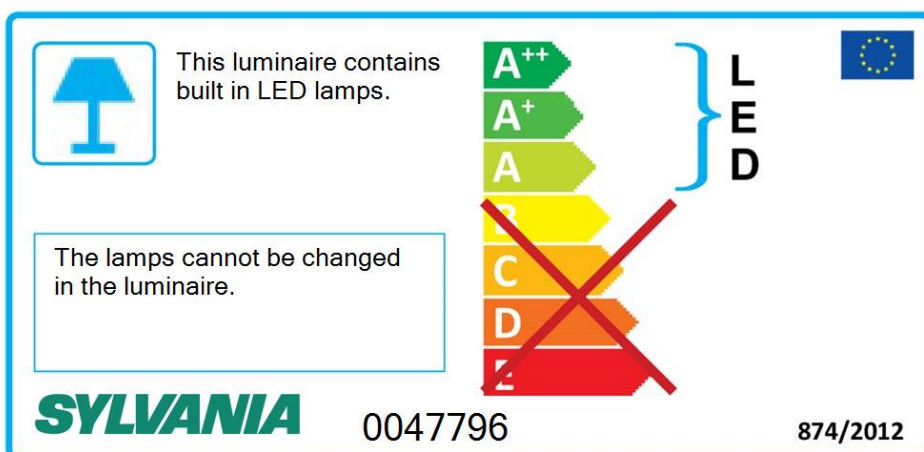 This luminaire contains
built in LED lamps.
A++
A+
A
B
C
D
E
L
E
D
The lamps cannot be changed
in the luminaire.
SYLVANIA
0047796
874/2012